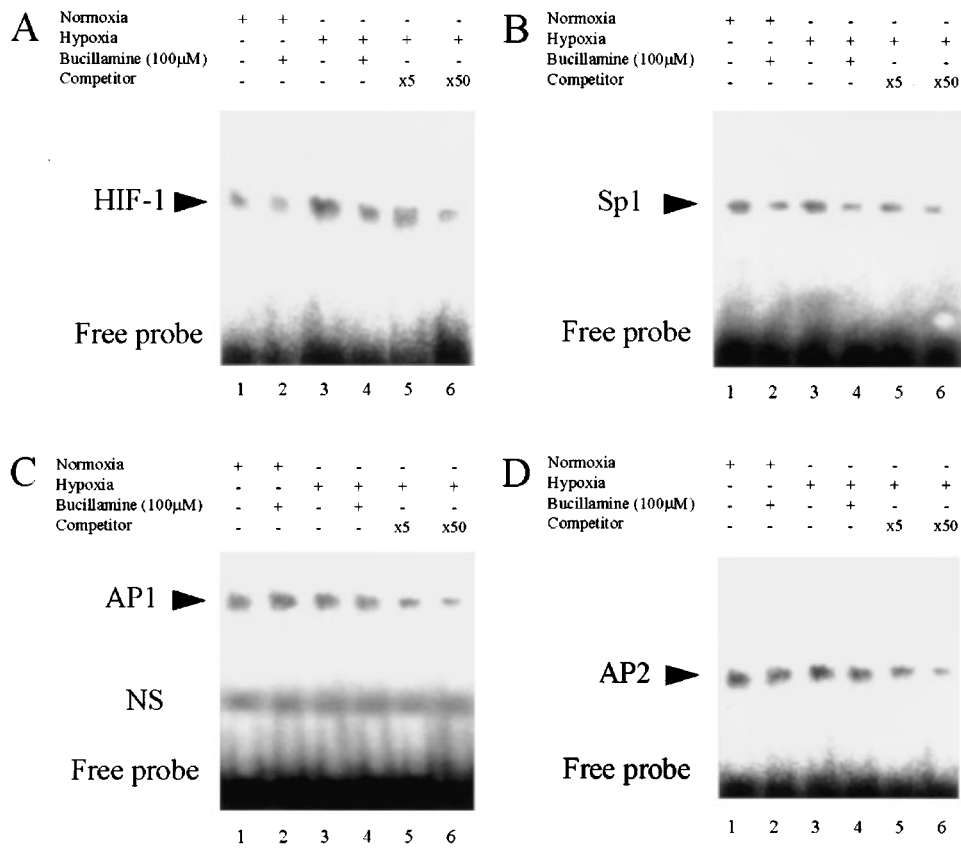 A
Normoxia + + - - - -
Hypoxia - - + + + +
Bucillamine (100µM) - + - + - -
Competitor - - - - x5 x50
HIF-1
Free probe
1 2 3 4 5 6
B
Normoxia + + - - - -
Hypoxia - - + + + +
Bucillamine (100µM) - + - + - -
Competitor - - - - x5 x50
Sp1
Free probe
1 2 3 4 5 6
C
Normoxia + + - - - -
Hypoxia - - + + + +
Bucillamine (100µM) - + - + - -
Competitor - - - - x5 x50
AP1
NS
Free probe
1 2 3 4 5 6
D
Normoxia + + - - - -
Hypoxia - - + + + +
Bucillamine (100µM) - + - + - -
Competitor - - - - x5 x50
AP2
Free probe
1 2 3 4 5 6